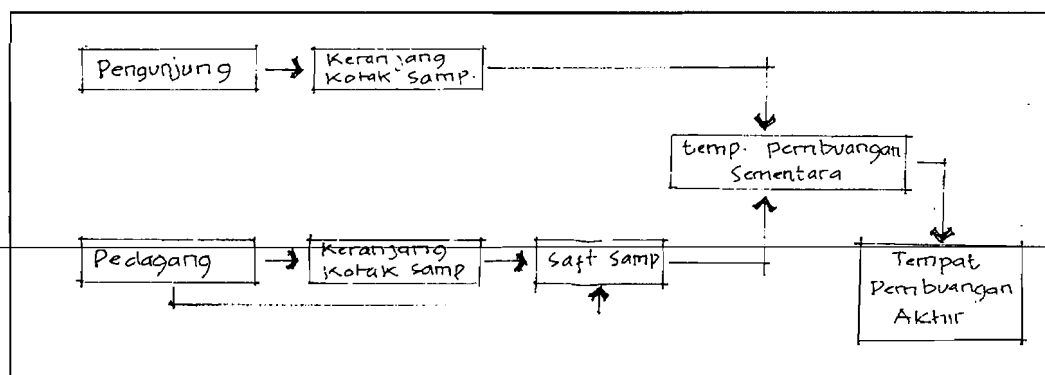 Pengunjung
Keranjang
Kotak Samp.
temp. pembuangan
Sementara
Pedagang
Keranjang
Kotak Samp
Saft Samp
Tempat
Pembuangan
Akhir